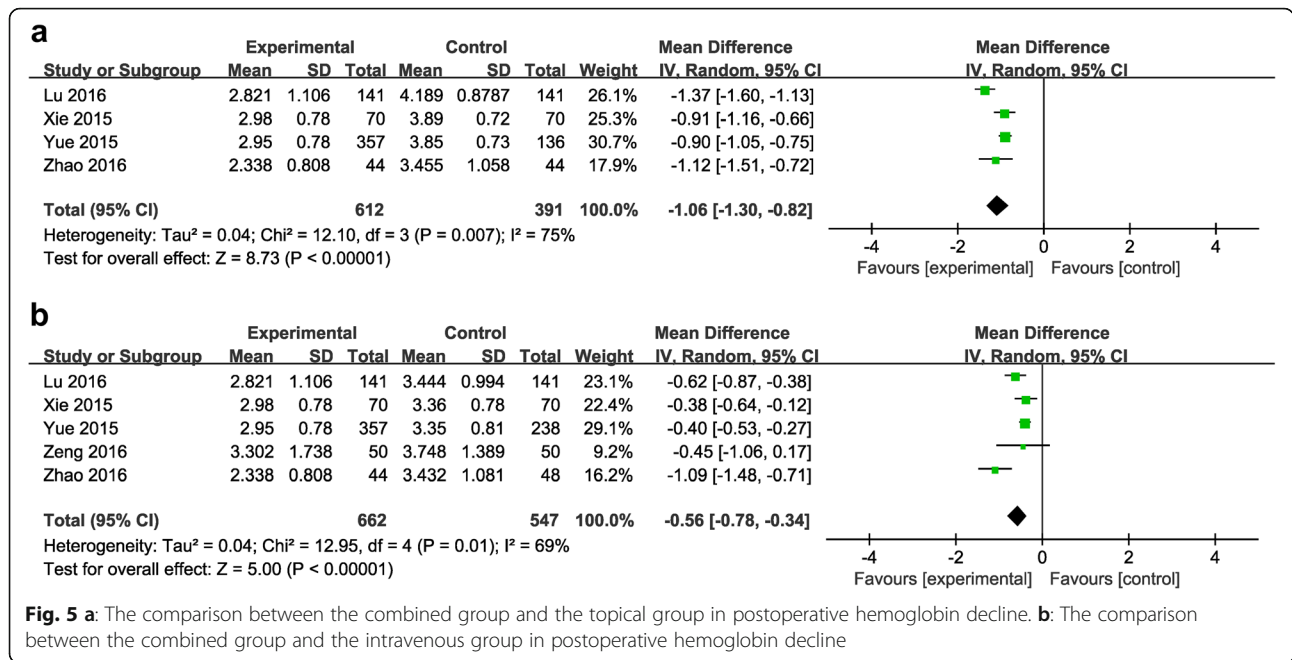 a
Experimental Control Mean Difference Mean Difference
Study or Subgroup Mean SD Total Mean SD Total Weight IV, Random, 95% CI IV, Random, 95% CI
Lu 2016 2.821 1.106 141 4.189 0.8787 141 26.1% -1.37 [-1.60, -1.13]
Xie 2015 2.98 0.78 70 3.89 0.72 70 25.3% -0.91 [-1.16, -0.66]
Yue 2015 2.95 0.78 357 3.85 0.73 136 30.7% -0.90 [-1.05, -0.75]
Zhao 2016 2.338 0.808 44 3.455 1.058 44 17.9% -1.12 [-1.51, -0.72]
Total (95% CI) 612 391 100.0% -1.06 [-1.30, -0.82]
Heterogeneity: Tau² = 0.04; Chi² = 12.10, df = 3 (P = 0.007); I² = 75%
Test for overall effect: Z = 8.73 (P < 0.00001)
-4 -2 0 2 4
Favours [experimental] Favours [control]
b
Experimental Control Mean Difference Mean Difference
Study or Subgroup Mean SD Total Mean SD Total Weight IV, Random, 95% CI IV, Random, 95% CI
Lu 2016 2.821 1.106 141 3.444 0.994 141 23.1% -0.62 [-0.87, -0.38]
Xie 2015 2.98 0.78 70 3.36 0.78 70 22.4% -0.38 [-0.64, -0.12]
Yue 2015 2.95 0.78 357 3.35 0.81 238 29.1% -0.40 [-0.53, -0.27]
Zeng 2016 3.302 1.738 50 3.748 1.389 50 9.2% -0.45 [-1.06, 0.17]
Zhao 2016 2.338 0.808 44 3.432 1.081 48 16.2% -1.09 [-1.48, -0.71]
Total (95% CI) 662 547 100.0% -0.56 [-0.78, -0.34]
Heterogeneity: Tau² = 0.04; Chi² = 12.95, df = 4 (P = 0.01); I² = 69%
Test for overall effect: Z = 5.00 (P < 0.00001)
-4 -2 0 2 4
Favours [experimental] Favours [control]
Fig. 5 a: The comparison between the combined group and the topical group in postoperative hemoglobin decline. b: The comparison
between the combined group and the intravenous group in postoperative hemoglobin decline